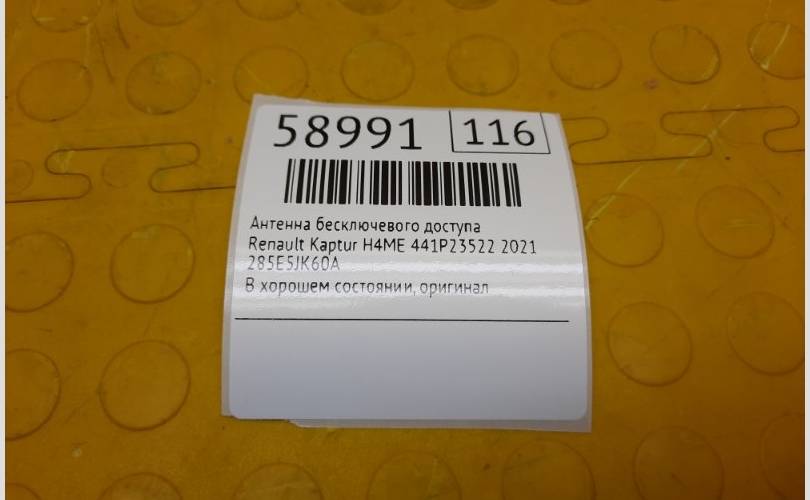 58991 116
Антенна бесключевого доступа
Renault Kaptur H4ME 441P23522 2021
285E5JK60A
В хорошем состоянии, оригинал